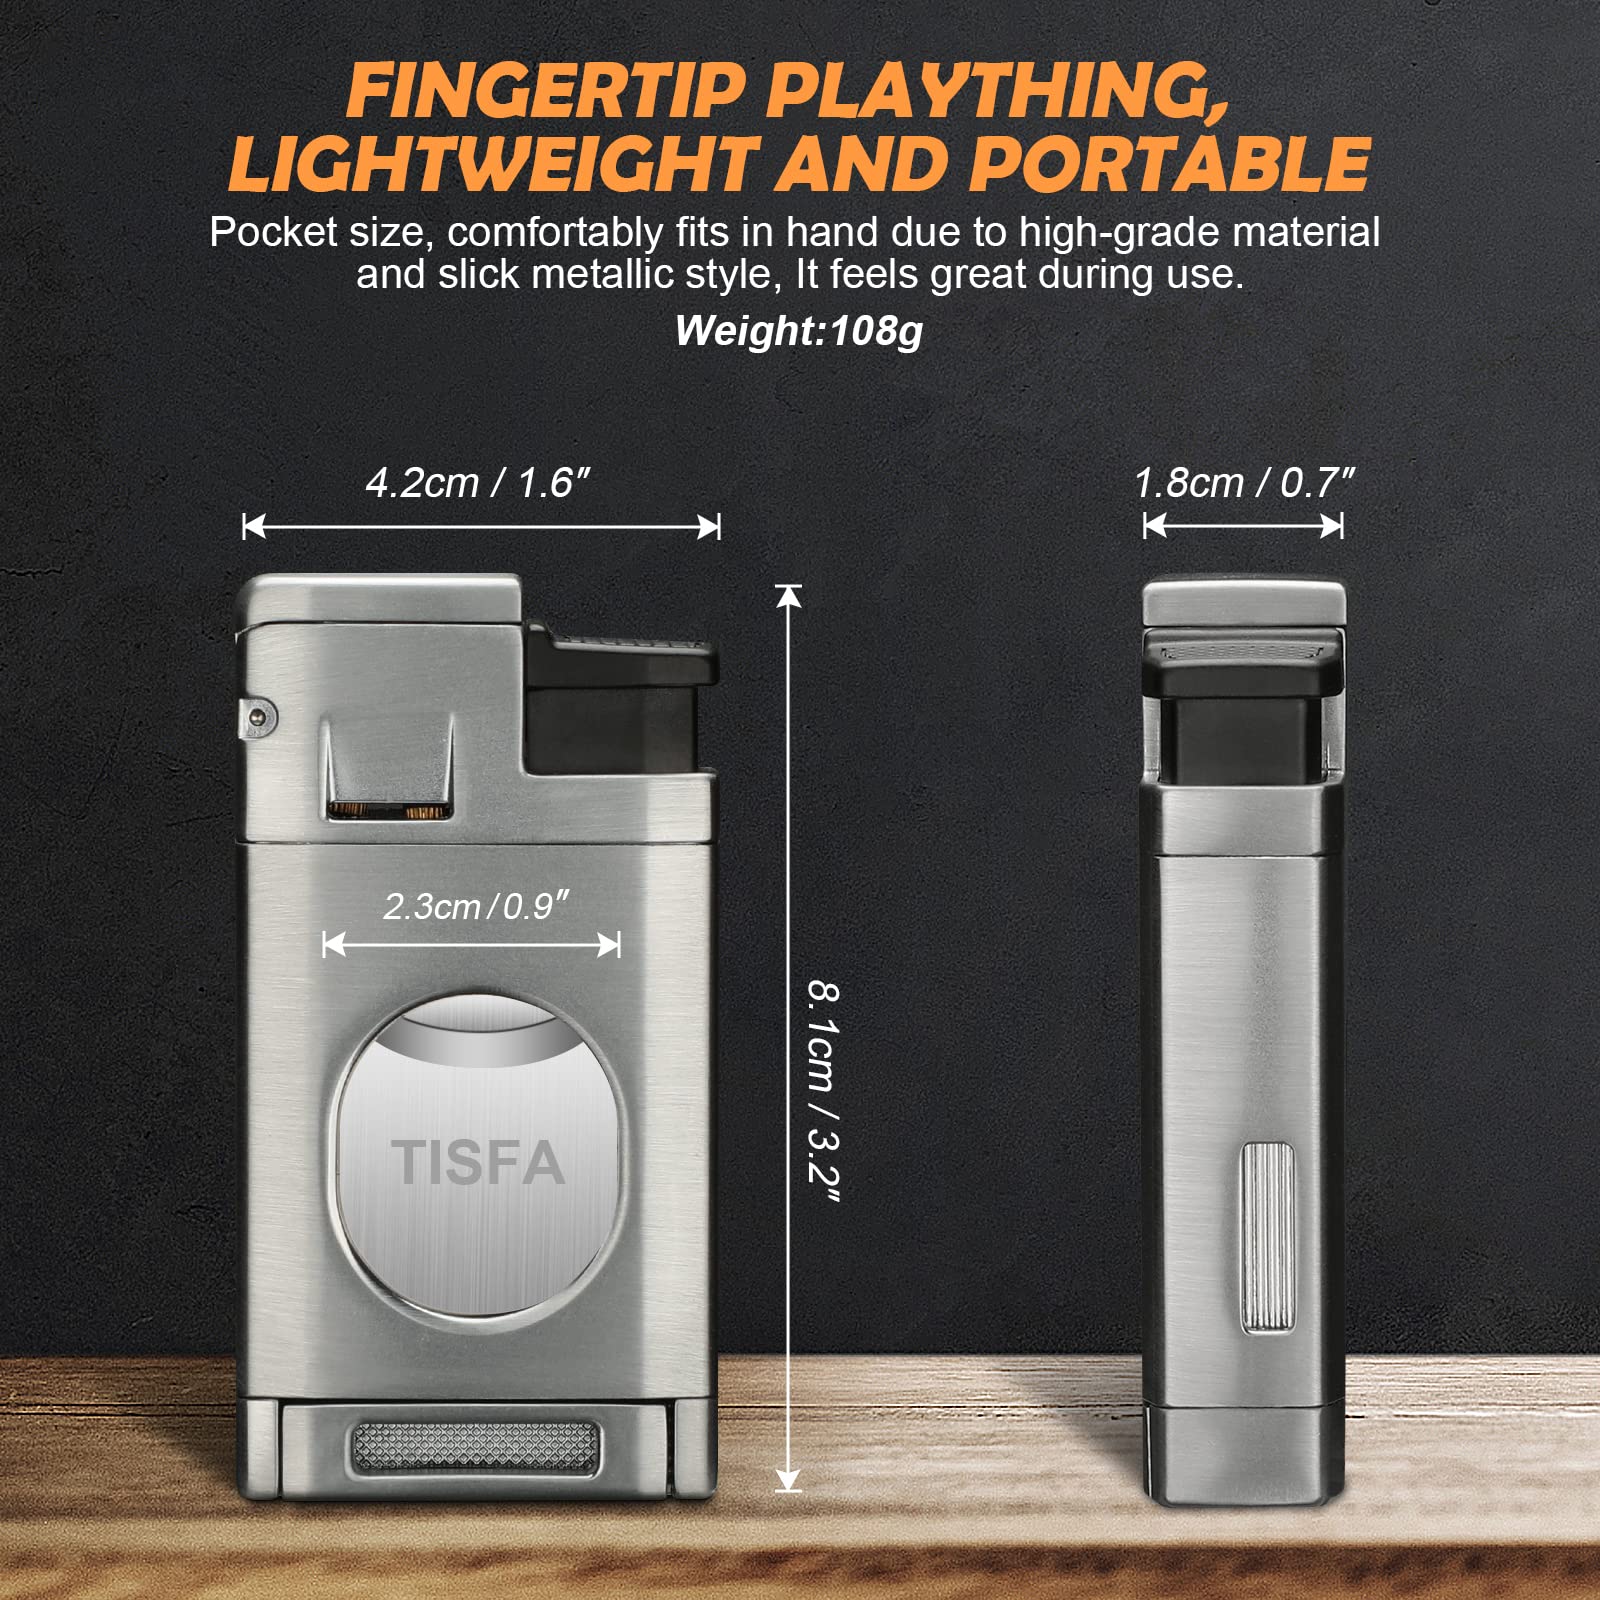 FINGERTIP PLAYTHING,
LIGHTWEIGHT AND PORTABLE
Pocket size, comfortably fits in hand due to high-grade material
and slick metallic style, It feels great during use.
Weight:108g
4.2cm / 1.6"
1.8cm / 0.7"
2.3cm / 0.9"
8.1cm / 3.2"
TISFA